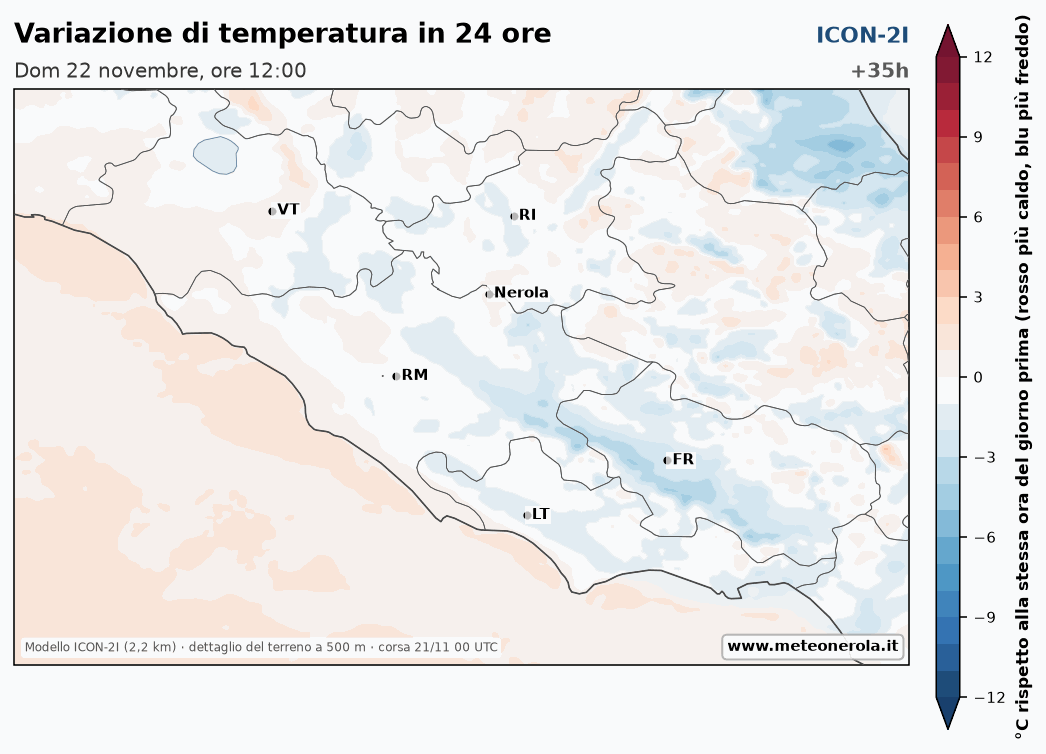 Variazione di temperatura in 24 ore
ICON-2I
Dom 22 novembre, ore 12:00
+35h
VT
RI
Nerola
RM
FR
LT
Modello ICON-2I (2,2 km) · dettaglio del terreno a 500 m · corsa 21/11 00 UTC
www.meteonerola.it
12
9
6
3
0
−3
−6
−9
−12
°C rispetto alla stessa ora del giorno prima (rosso più caldo, blu più freddo)